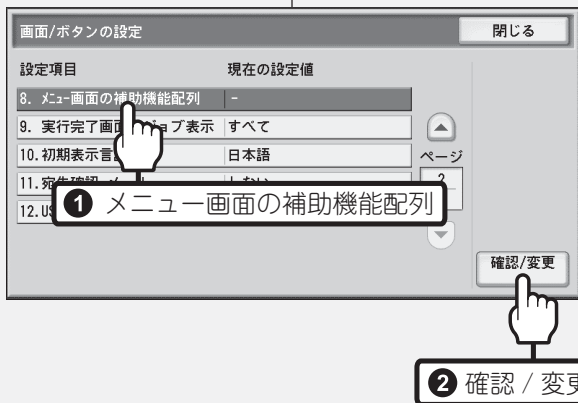 画面/ボタンの設定
閉じる
設定項目 現在の設定値
8. メニュー画面の補助機能配列 -
9. 実行完了画面 ジョブ表示 すべて
10.初期表示言 日本語
ページ
2
11.宛先確認
❶ メニュー画面の補助機能配列
12.US
確認/変更
❷ 確認 / 変更